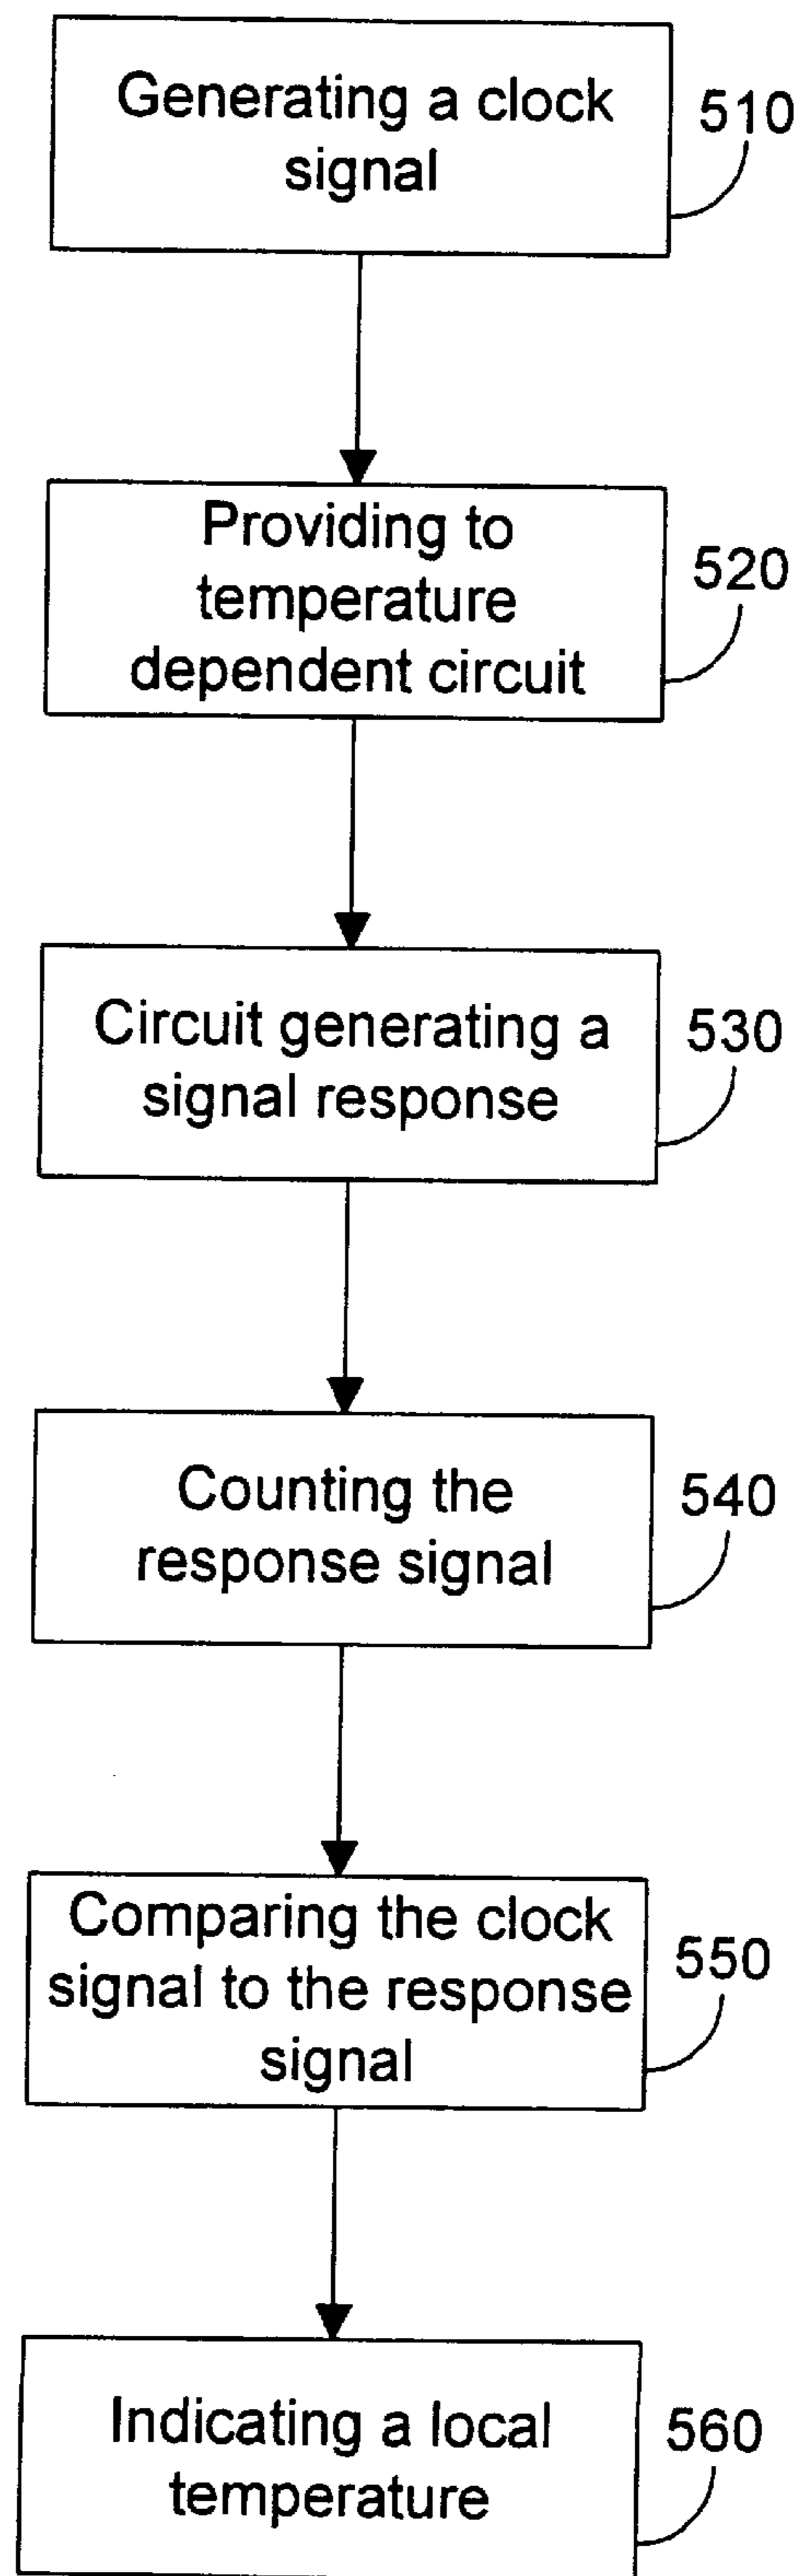 Generating a clock
signal
510
Providing to
temperature
dependent circuit
520
Circuit generating a
signal response
530
Counting the
response signal
540
Comparing the clock
signal to the response
signal
550
Indicating a local
temperature
560